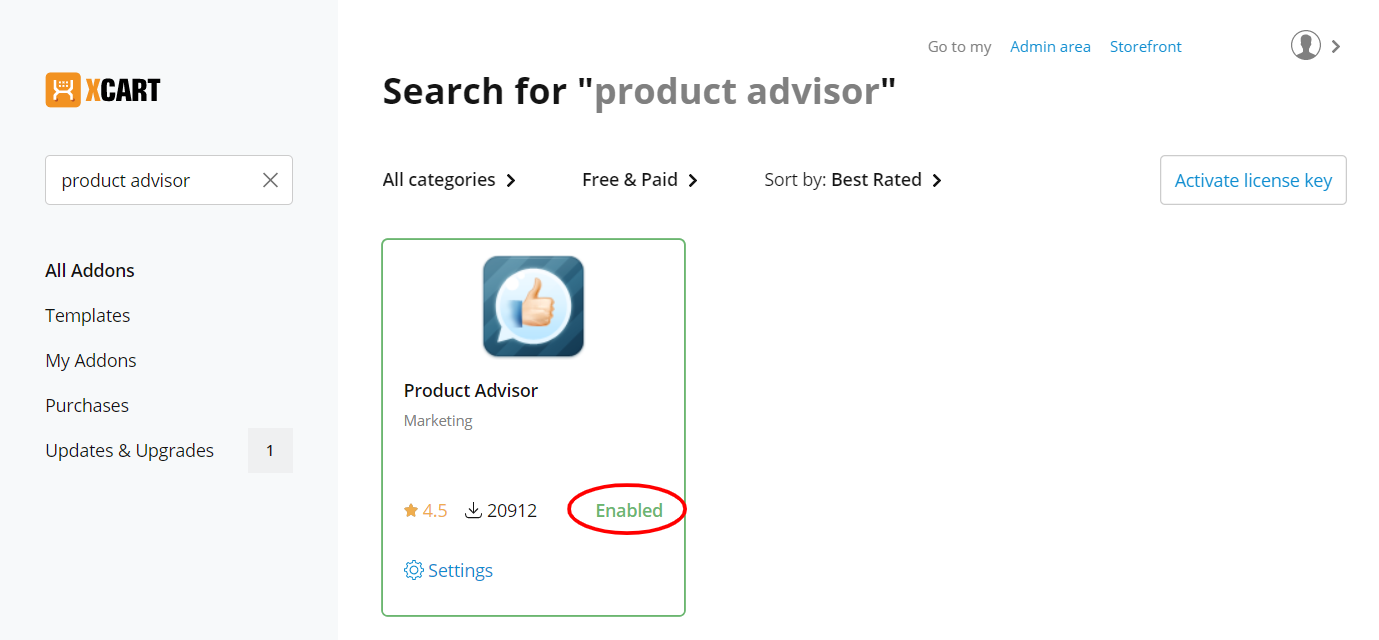 Go to my Admin area Storefront
XCART
Search for "product advisor"
product advisor
All categories Free & Paid Sort by: Best Rated Activate license key
All Addons
Templates
My Addons
Purchases
Updates & Upgrades 1
Product Advisor
Marketing
4.5 20912 Enabled
Settings